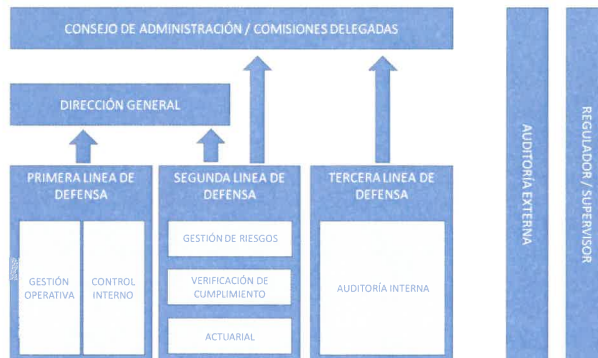 CONSEJO DE ADMINISTRACIÓN / COMISIONES DELEGADAS
DIRECCIÓN GENERAL
PRIMERA LINEA DE
DEFENSA
GESTIÓN
OPERATIVA
CONTROL
INTERNO
SEGUNDA LINEA DE
DEFENSA
GESTIÓN DE RIESGOS
VERIFICACIÓN DE
CUMPLIMIENTO
ACTUARIAL
TERCERA LINEA DE
DEFENSA
AUDITORÍA INTERNA
AUDITORÍA EXTERNA
REGULADOR / SUPERVISOR